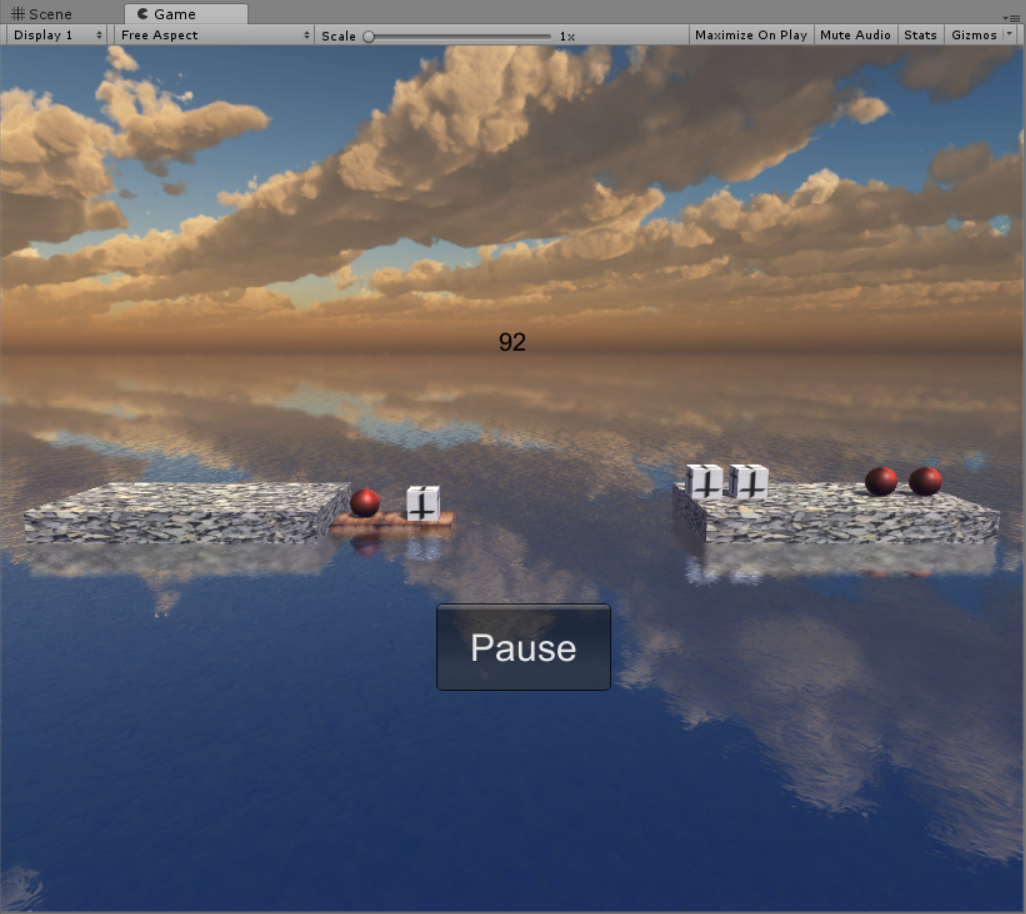 Scene
Game
Display 1
Free Aspect
Scale
1x
Maximize On Play
Mute Audio
Stats
Gizmos
92
Pause